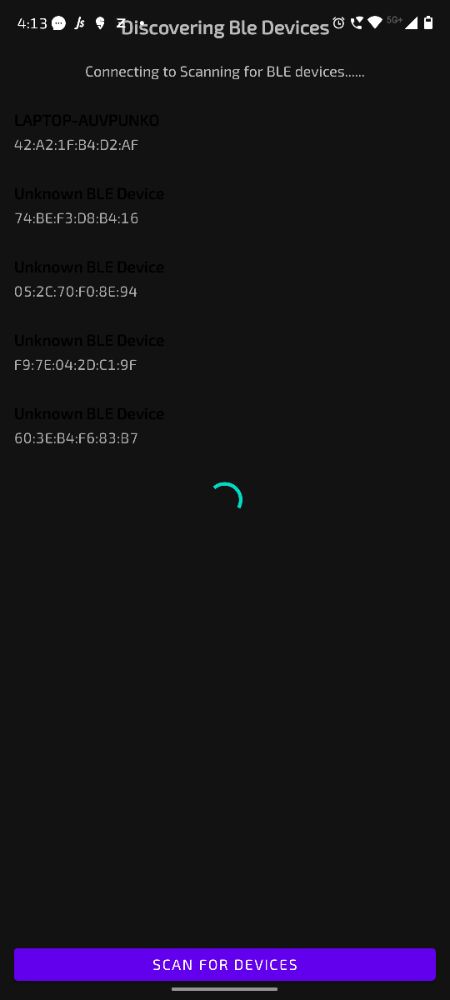 4:13
5G+
Discovering Ble Devices
Connecting to Scanning for BLE devices......
LAPTOP-AUVPUNKO
42:A2:1F:B4:D2:AF
Unknown BLE Device
74:BE:F3:D8:B4:16
Unknown BLE Device
05:2C:70:F0:8E:94
Unknown BLE Device
F9:7E:04:2D:C1:9F
Unknown BLE Device
60:3E:B4:F6:83:B7
SCAN FOR DEVICES